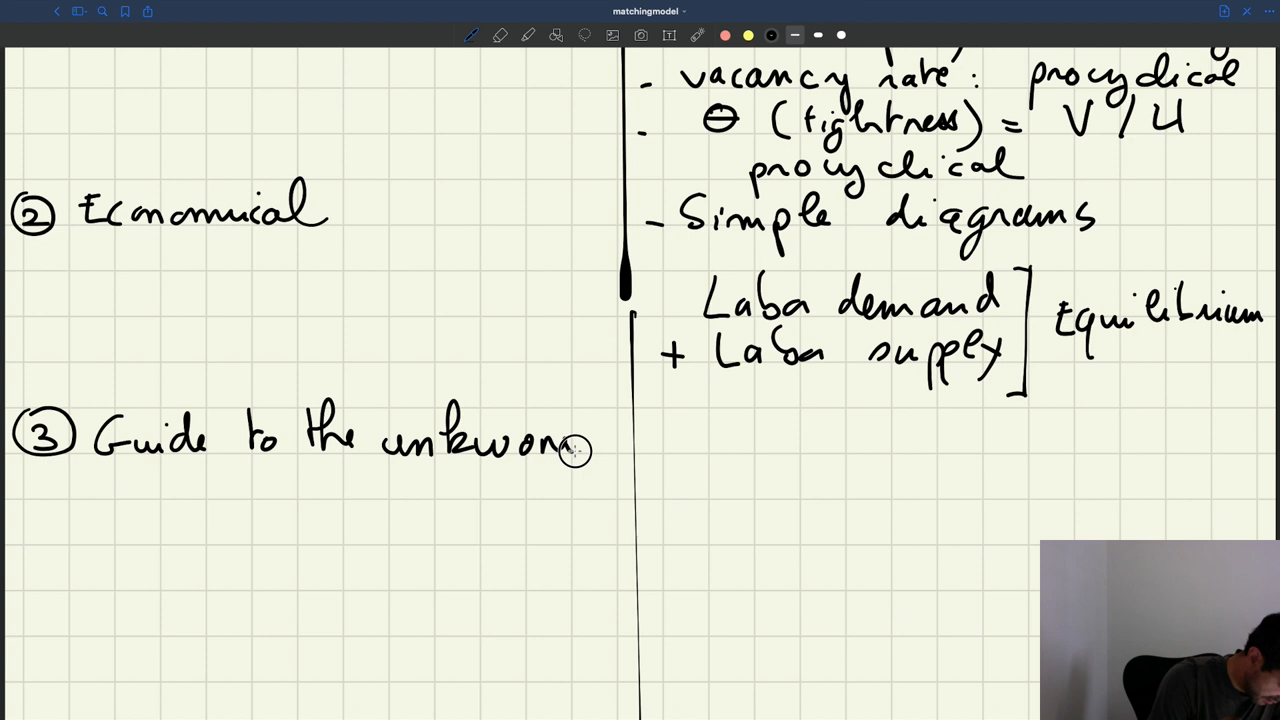 matchingmodel
- vacancy rate: procyclical
- θ (tightness) = V / U
procyclical
② Economical
- Simple diagrams
Labor demand
+ Labor supply
Equilibrium
③ Guide to the unkwon